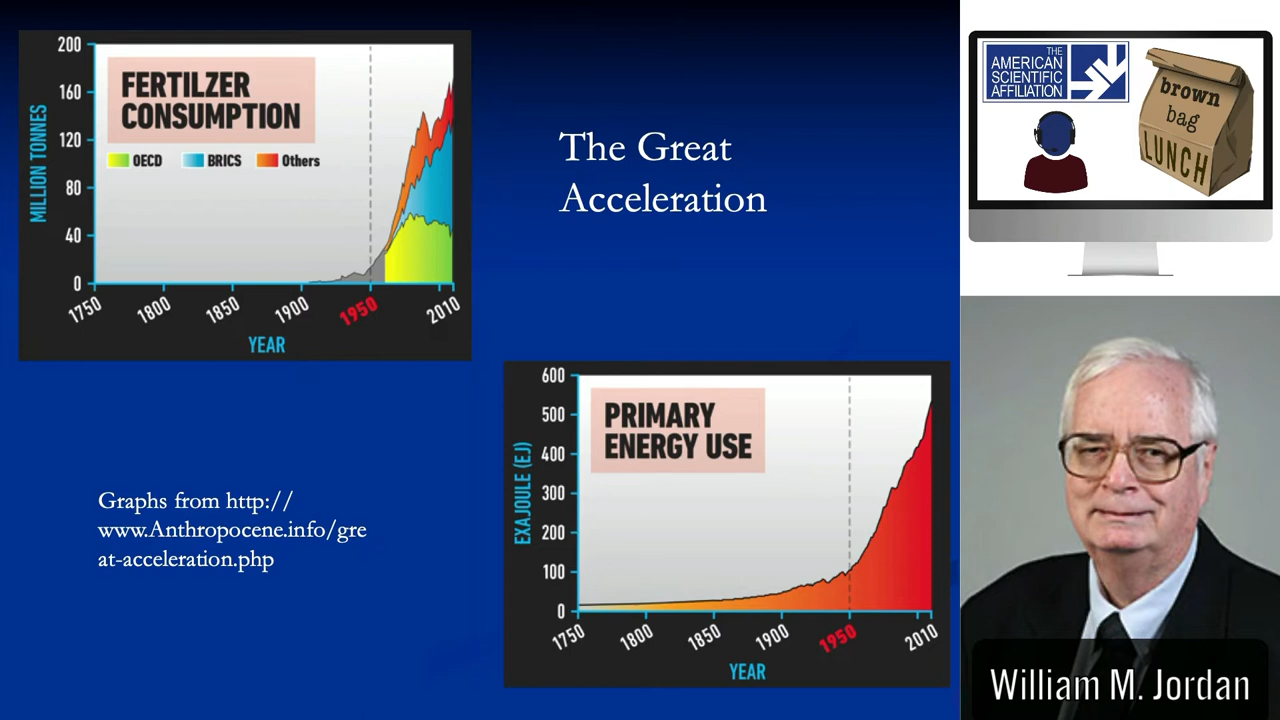 200
160
120
80
40
0
MILLION TONNES
FERTILZER
CONSUMPTION
OECD BRICS Others
1750 1800 1850 1900 1950 2010
YEAR
The Great
Acceleration
600
500
400
300
200
100
0
EXAJOULE (EJ)
PRIMARY
ENERGY USE
1750 1800 1850 1900 1950 2010
YEAR
Graphs from http://
www.Anthropocene.info/gre
at-acceleration.php
THE
AMERICAN
SCIENTIFIC
AFFILIATION
brown
bag
LUNCH
William M. Jordan